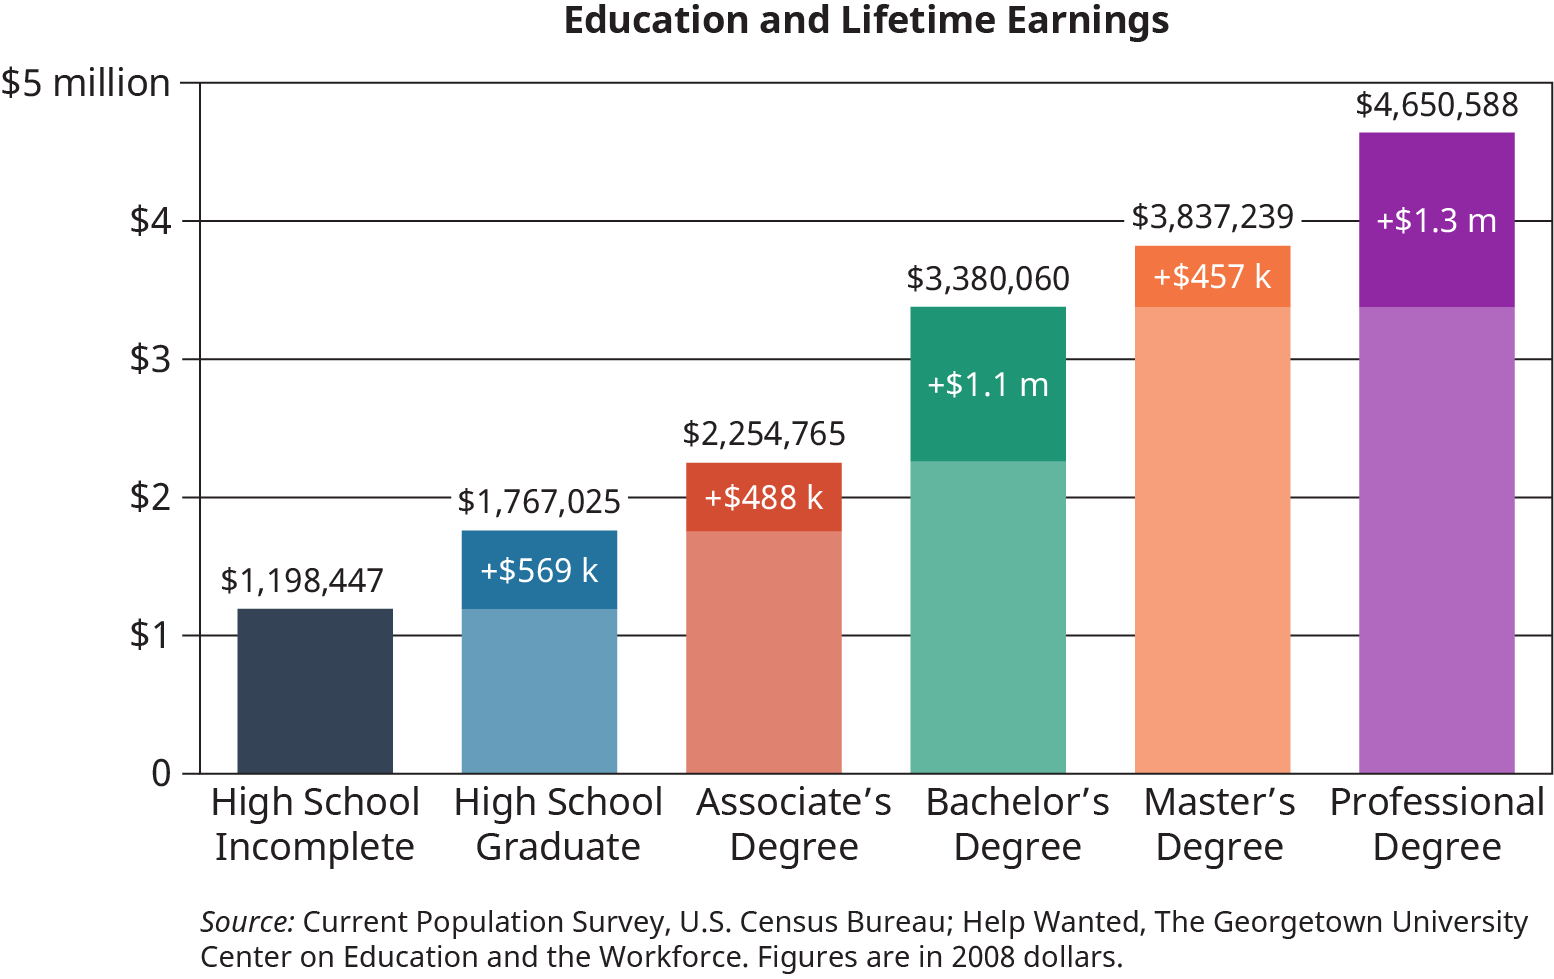 Education and Lifetime Earnings
$5 million
$4
$3
$2
$1
0
$1,198,447
$1,767,025
+$569 k
$2,254,765
+$488 k
$3,380,060
+$1.1 m
$3,837,239
+$457 k
$4,650,588
+$1.3 m
High School
Incomplete
High School
Graduate
Associate’s
Degree
Bachelor’s
Degree
Master’s
Degree
Professional
Degree
Source: Current Population Survey, U.S. Census Bureau; Help Wanted, The Georgetown University
Center on Education and the Workforce. Figures are in 2008 dollars.